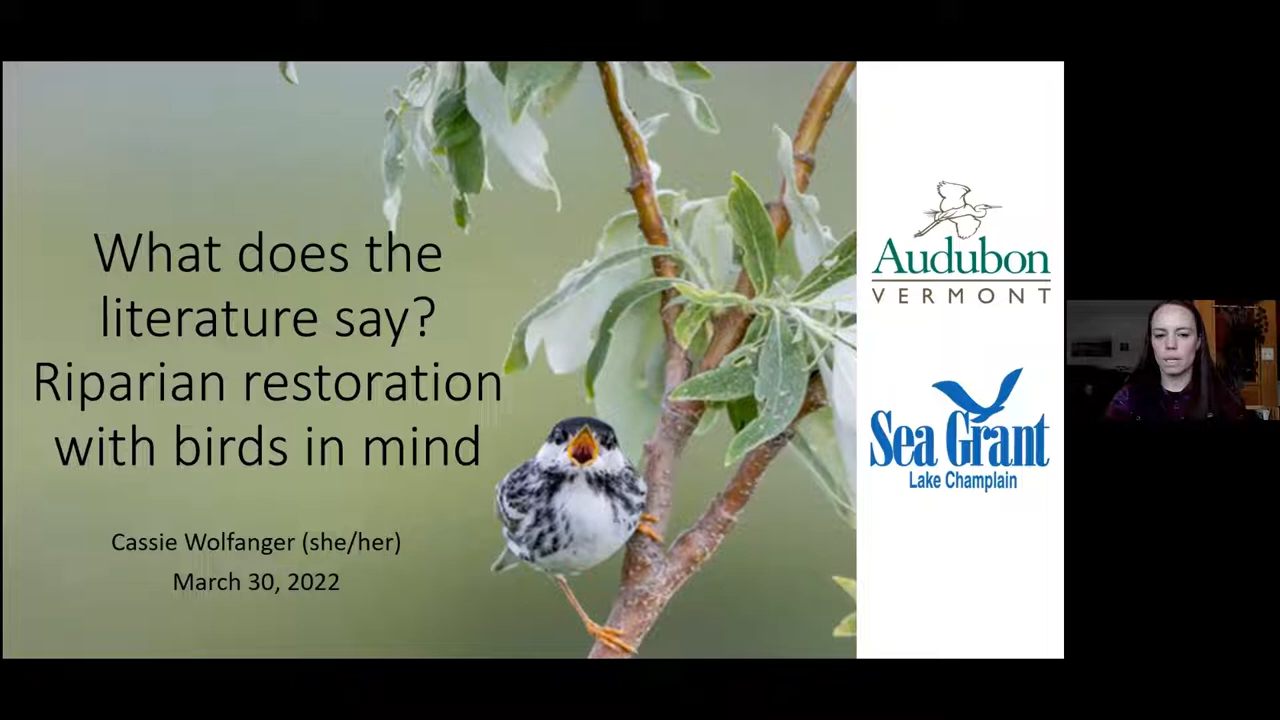 What does the
literature say?
Riparian restoration
with birds in mind
Cassie Wolfanger (she/her)
March 30, 2022
Audubon
VERMONT
Sea Grant
Lake Champlain